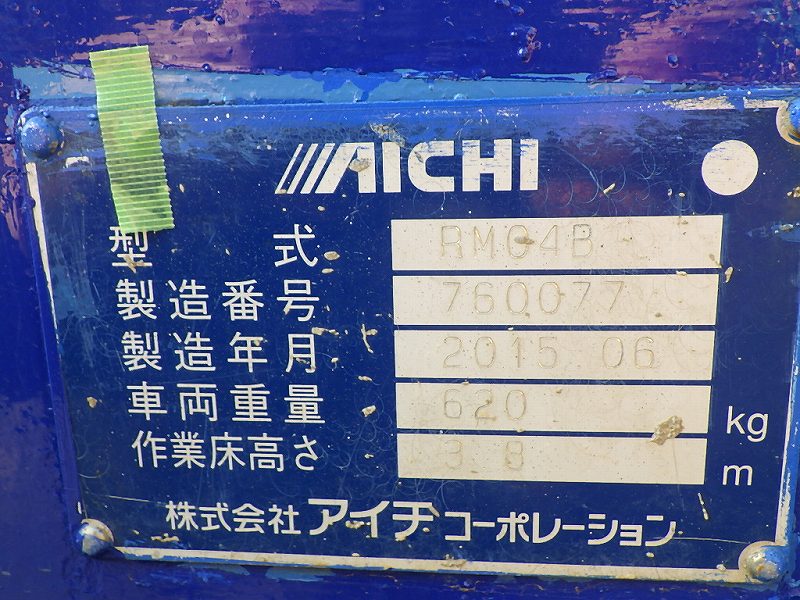 AICHI
型式 RM04B
製造番号 760077
製造年月 2015 06
車両重量 620 kg
作業床高さ 3 8 m
株式会社 アイチ コーポレーション